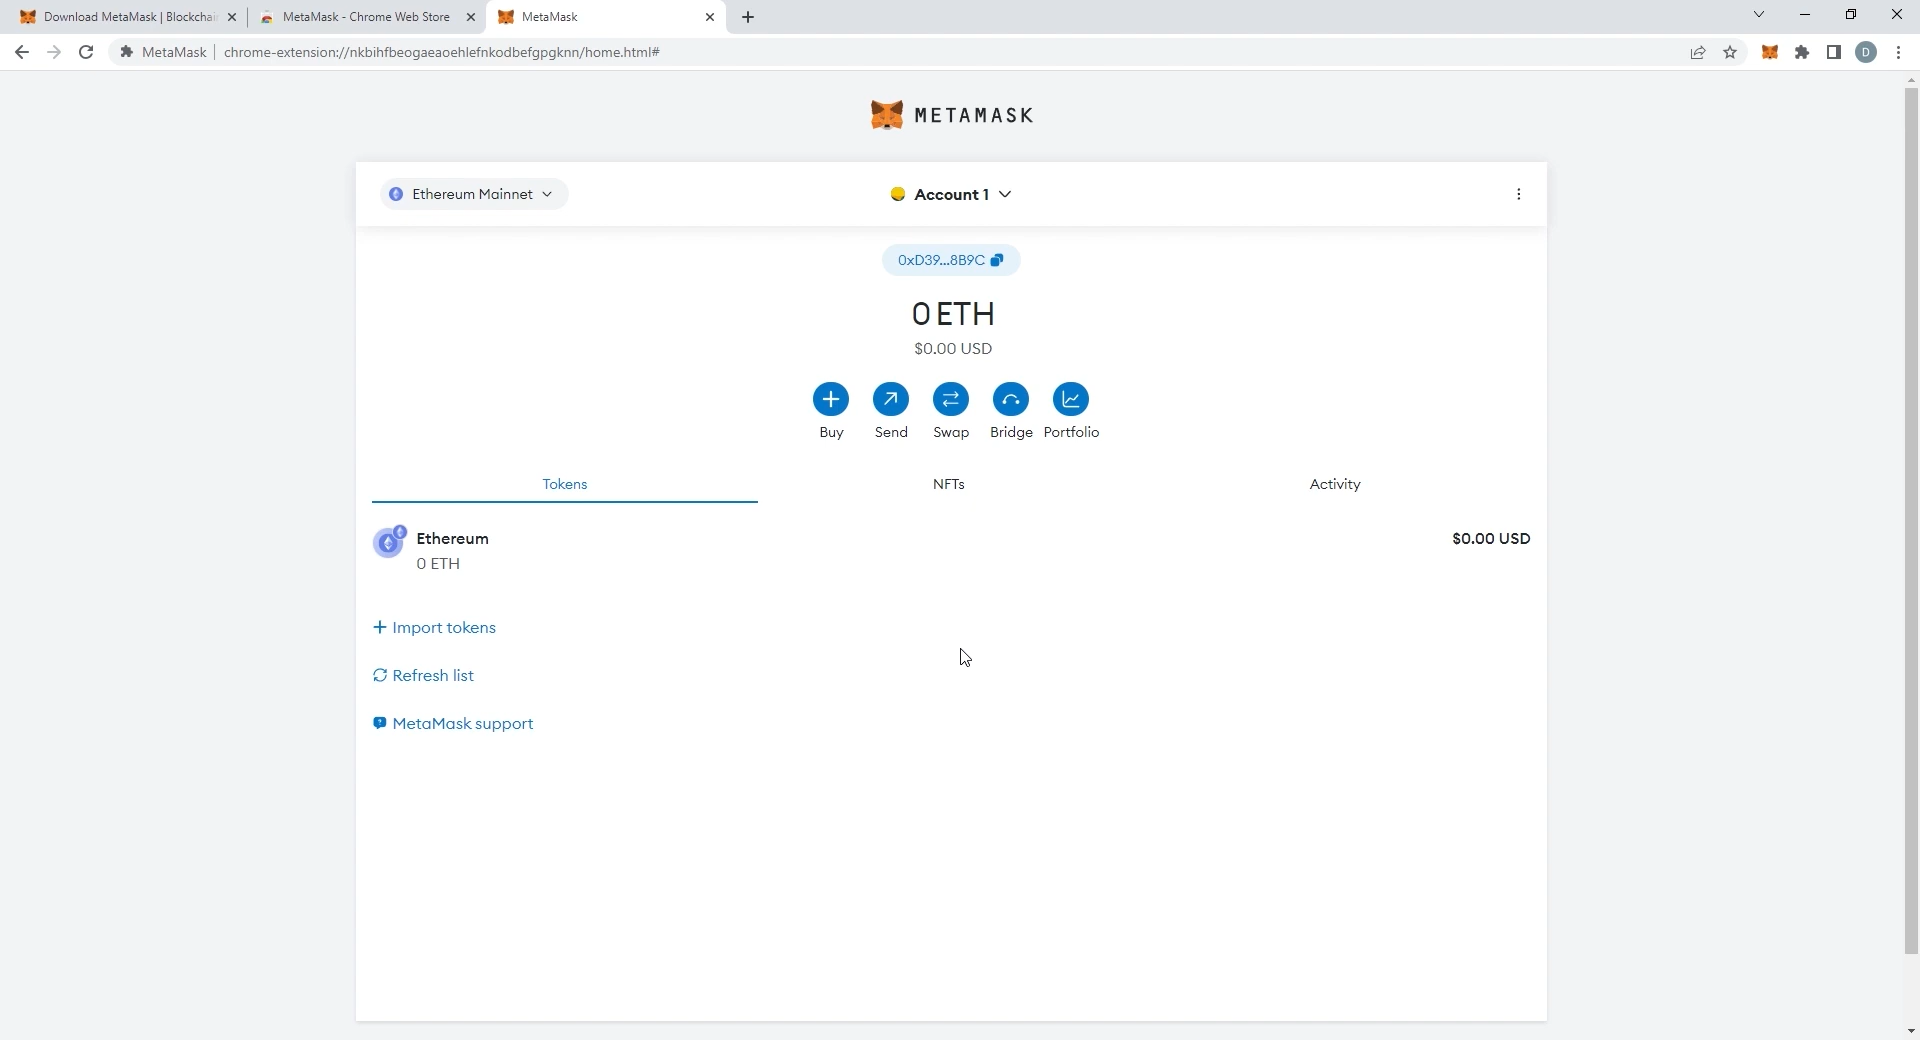 Download MetaMask | Blockchai
MetaMask - Chrome Web Store
MetaMask
MetaMask
chrome-extension://nkbihfbeogaeaoehlefnkodbefgpgknn/home.html#
D
METAMASK
Ethereum Mainnet
Account 1
0xD39...8B9C
0 ETH
$0.00 USD
Buy
Send
Swap
Bridge
Portfolio
Tokens
NFTs
Activity
Ethereum
$0.00 USD
0 ETH
Import tokens
Refresh list
MetaMask support